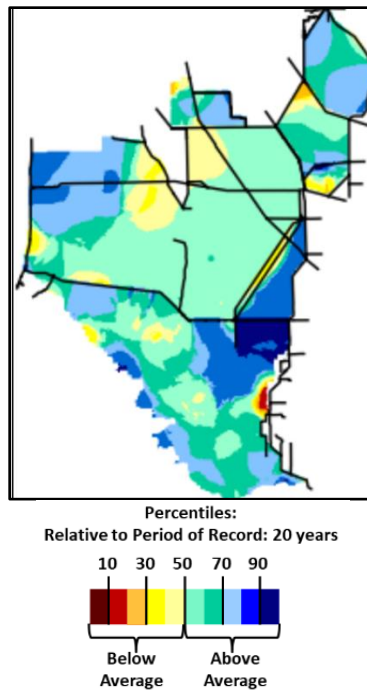 Percentiles:
Relative to Period of Record: 20 years
10 30 50 70 90
Below Above
Average Average